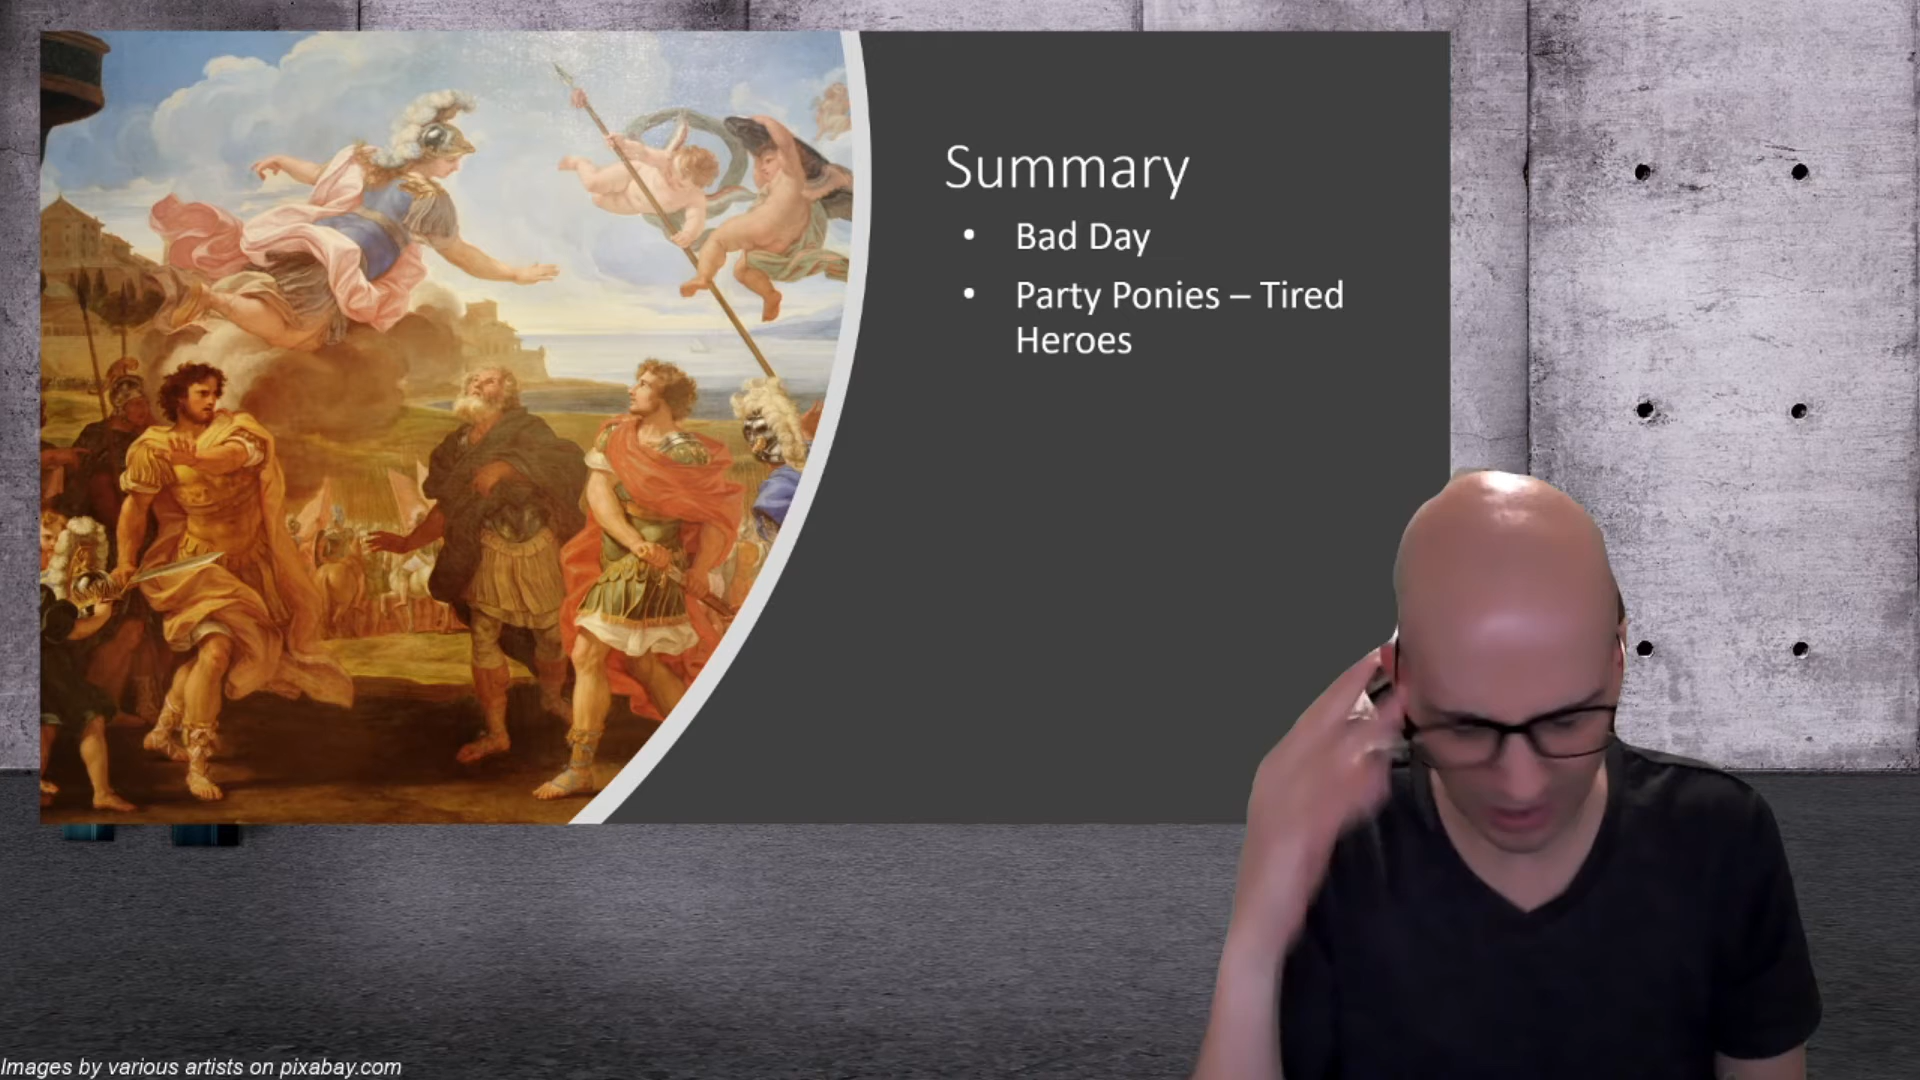 Summary
• Bad Day
• Party Ponies – Tired
Heroes
Images by various artists on pixabay.com